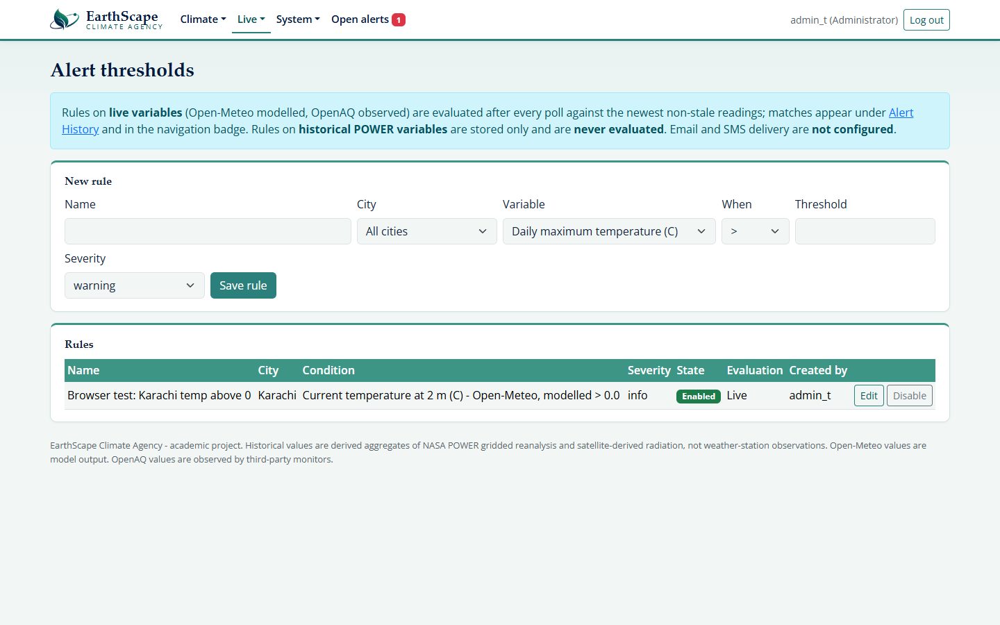 EarthScape
CLIMATE AGENCY
Climate Live System Open alerts 1
admin_t (Administrator) Log out
Alert thresholds
Rules on live variables (Open-Meteo modelled, OpenAQ observed) are evaluated after every poll against the newest non-stale readings; matches appear under Alert
History and in the navigation badge. Rules on historical POWER variables are stored only and are never evaluated. Email and SMS delivery are not configured.
New rule
Name City Variable When Threshold
All cities Daily maximum temperature (C) >
Severity
warning Save rule
Rules
Name City Condition Severity State Evaluation Created by
Browser test: Karachi temp above 0 Karachi Current temperature at 2 m (C) - Open-Meteo, modelled > 0.0 info Enabled Live admin_t Edit Disable
EarthScape Climate Agency - academic project. Historical values are derived aggregates of NASA POWER gridded reanalysis and satellite-derived radiation, not weather-station observations. Open-Meteo values are
model output. OpenAQ values are observed by third-party monitors.